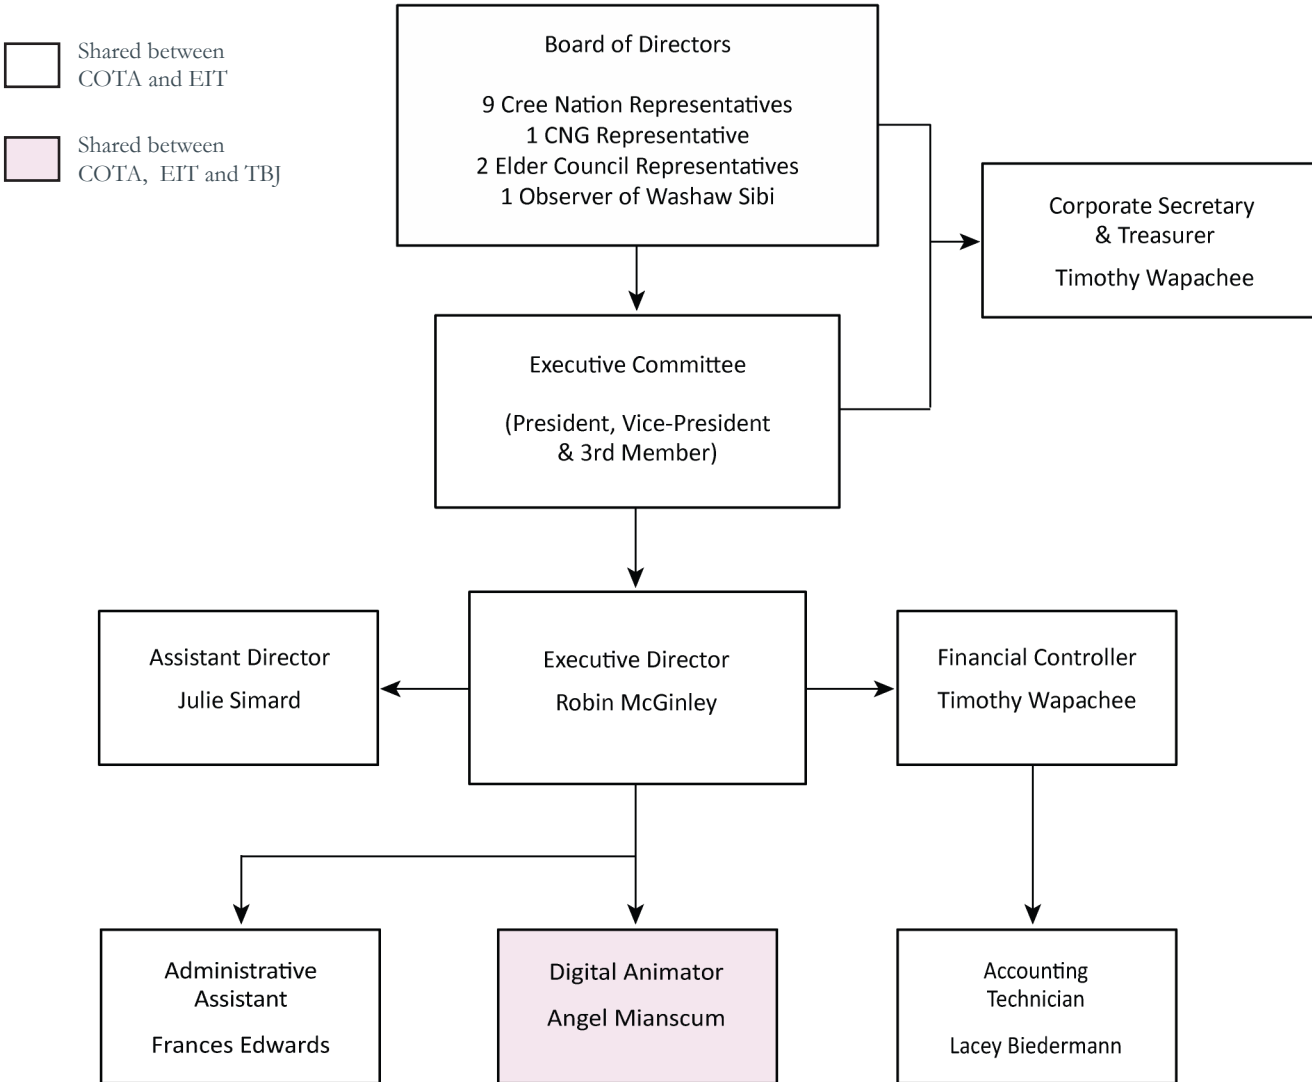 Shared between
COTA and EIT
Shared between
COTA, EIT and TBJ
Board of Directors
9 Cree Nation Representatives
1 CNG Representative
2 Elder Council Representatives
1 Observer of Washaw Sibi
Corporate Secretary
& Treasurer
Timothy Wapachee
Executive Committee
(President, Vice-President
& 3rd Member)
Assistant Director
Julie Simard
Executive Director
Robin McGinley
Financial Controller
Timothy Wapachee
Administrative
Assistant
Frances Edwards
Digital Animator
Angel Mianscum
Accounting
Technician
Lacey Biedermann